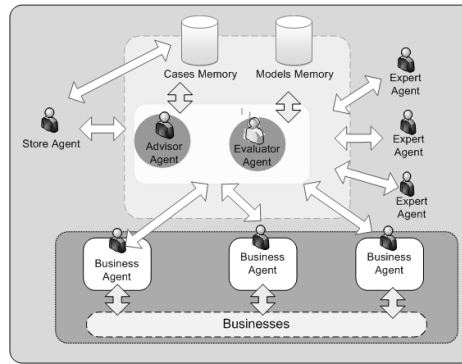 Cases Memory
Models Memory
Expert
Agent
Store Agent
Advisor
Agent
Evaluator
Agent
Expert
Agent
Expert
Agent
Business
Agent
Business
Agent
Business
Agent
Businesses